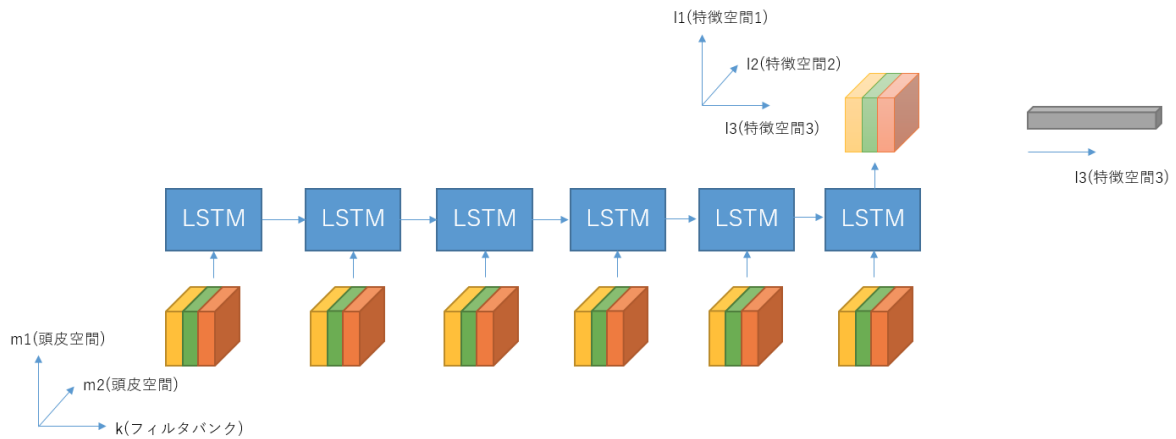 l1(特徴空間1)
l2(特徴空間2)
l3(特徴空間3)
l3(特徴空間3)
LSTM
LSTM
LSTM
LSTM
LSTM
LSTM
m1(頭皮空間)
m2(頭皮空間)
k(フィルタバンク)